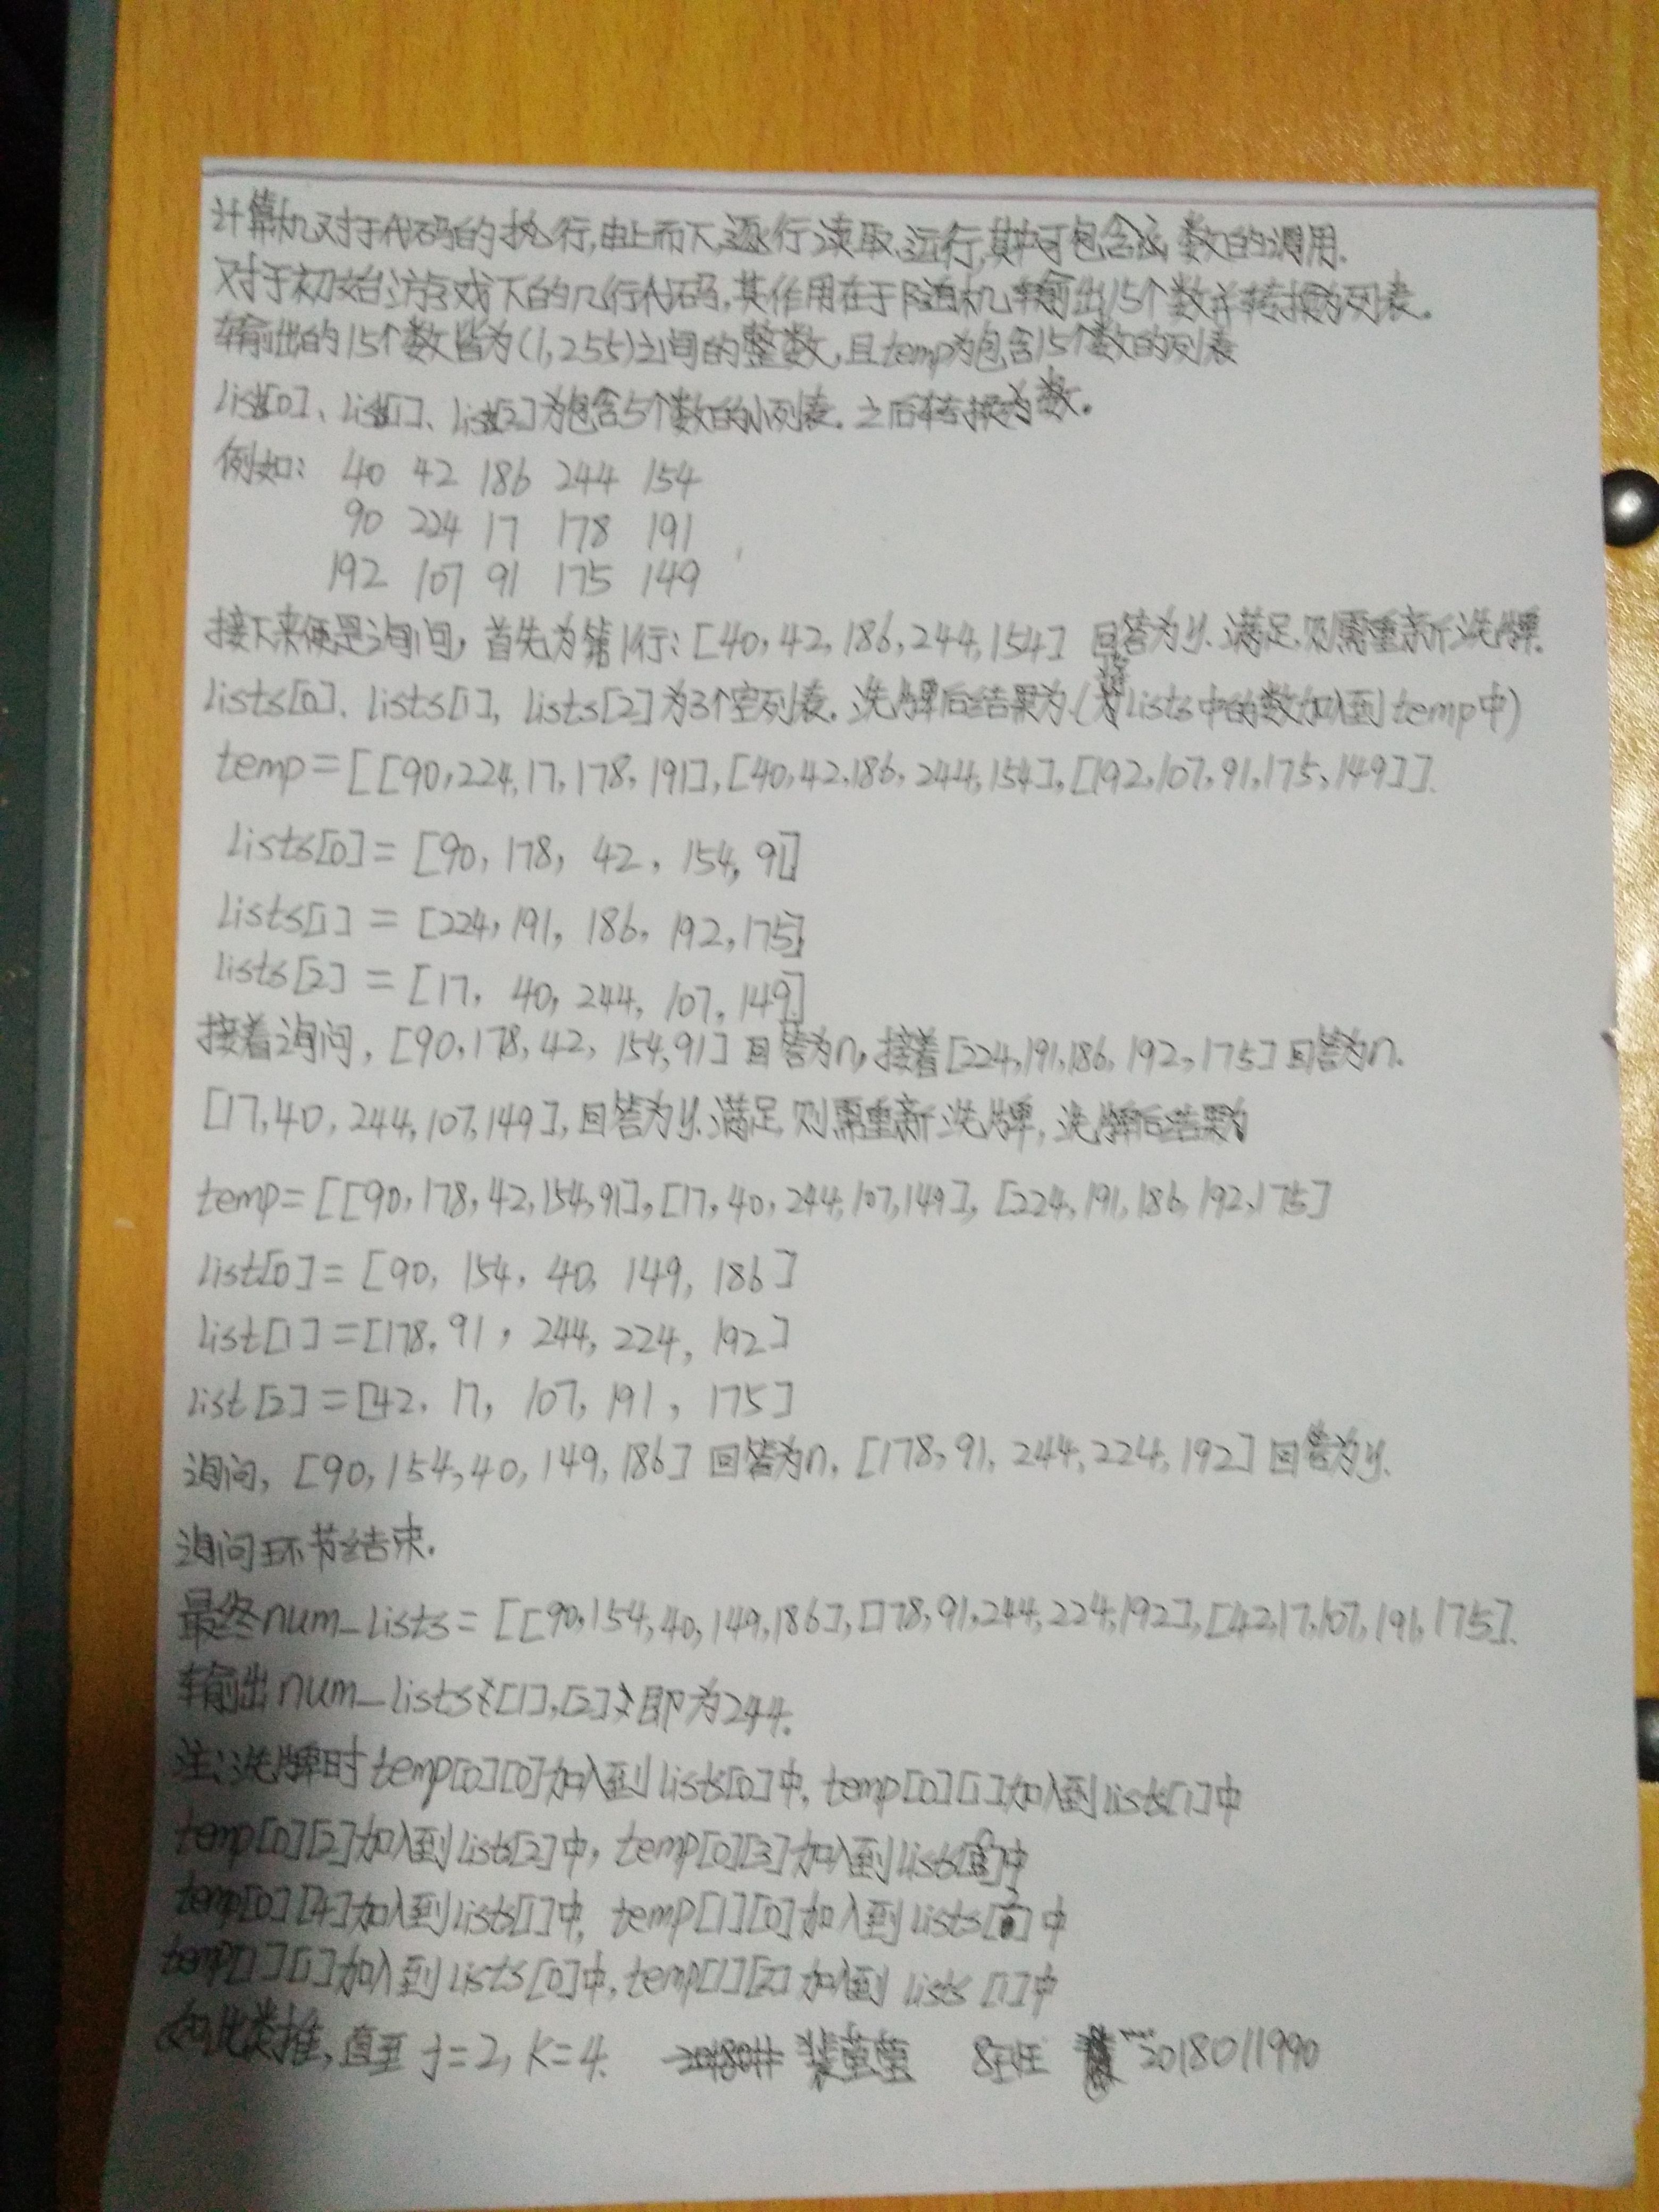 计算机对于代码的执行,由上而下,逐行读取、运行,其中可包含函数的调用.
对于初始游戏下的几行代码,其作用在于随机输出15个数并转换为列表。
输出的15个数皆为(1,255)之间的整数,且temp为包含15个数的列表
list[0]、list[1]、list[2]为包含5个数的小列表。之后转换为数。
例如: 40 42 186 244 154
90 224 17 178 191
192 107 91 175 149
接下来便是询问,首先为第1行:[40,42,186,244,154] 回答为y.满足,则需重新洗牌.
lists[0]、lists[1],lists[2]为3个空列表。洗牌后结果为.(将lists中的数加入到temp中)
temp=[[90,224,17,178,191],[40,42,186,244,154],[192,107,91,175,149]].
lists[0]=[90,178,42,154,91]
lists[1]=[224,191,186,192,175]
lists[2]=[17,40,244,107,149]
接着询问,[90,178,42,154,91]回答为n,接着[224,191,186,192,175]回答为n.
[17,40,244,107,149],回答为y.满足,则需重新洗牌,洗牌后结果为
temp=[[90,178,42,154,91],[17,40,244,107,149],[224,191,186,192,175]
list[0]=[90,154,40,149,186]
list[1]=[178,91,244,224,192]
list[2]=[42,17,107,191,175]
询问,[90,154,40,149,186]回答为n,[178,91,244,224,192]回答为y.
询问环节结束.
最终num_lists=[[90,154,40,149,186],[178,91,244,224,192],[42,17,107,191,175].
输出num_lists{[1],[2]}即为244.
注:洗牌时temp[0][0]加入到lists[0]中,temp[0][1]加入到lists[1]中
temp[0][2]加入到lists[2]中,temp[0][3]加入到lists[0]中
temp[0][4]加入到lists[1]中,temp[1][0]加入到lists[2]中
temp[1][1]加入到lists[0]中,temp[1][2]加入到lists[1]中
如此类推,直至j=2,k=4. 8班 2018011990